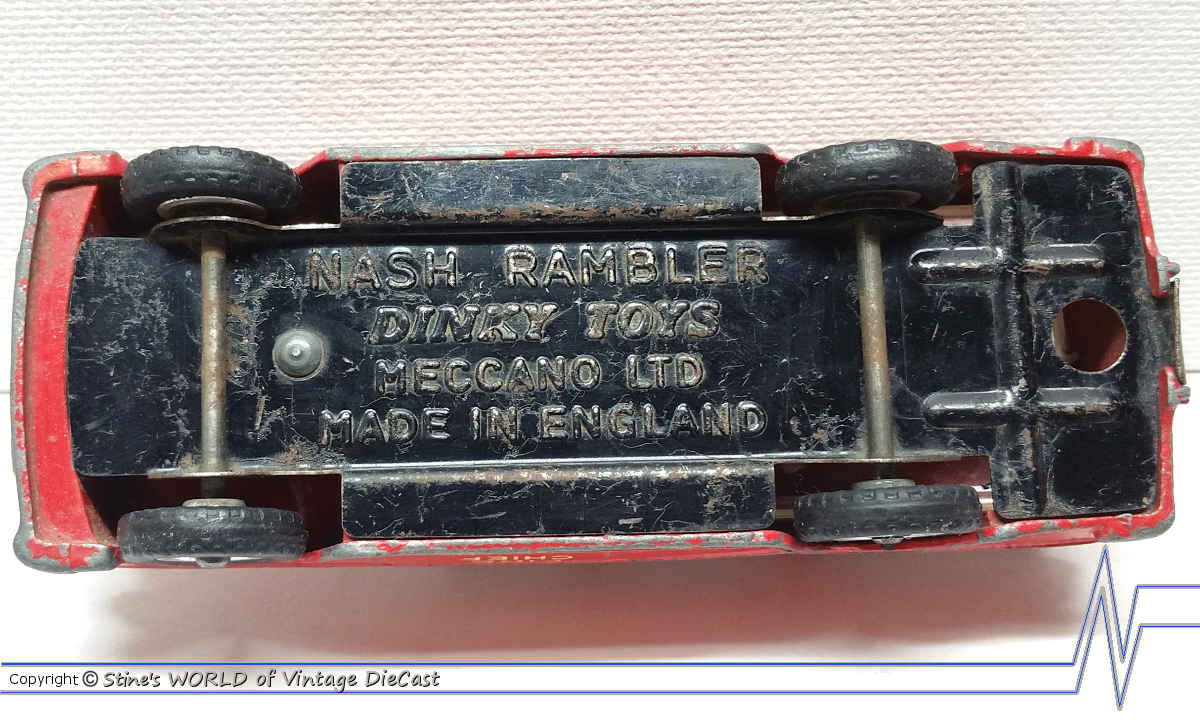 NASH RAMBLER
DINKY TOYS
MECCANO LTD
MADE IN ENGLAND
Copyright © Stine's WORLD of Vintage DieCast